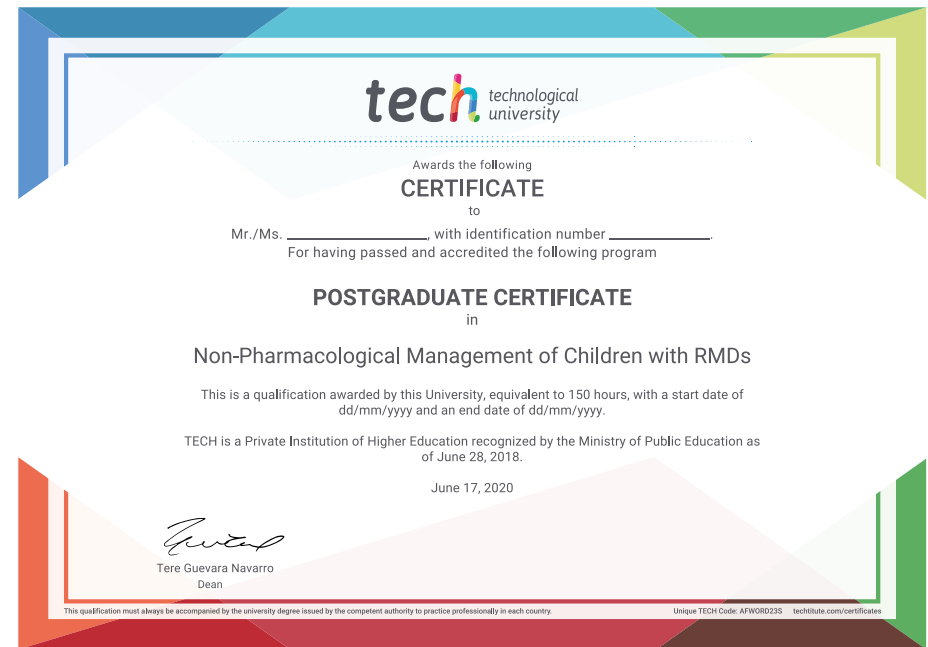 tech technological
university
Awards the following
CERTIFICATE
to
Mr./Ms. __________________, with identification number _____________.
For having passed and accredited the following program
POSTGRADUATE CERTIFICATE
in
Non-Pharmacological Management of Children with RMDs
This is a qualification awarded by this University, equivalent to 150 hours, with a start date of
dd/mm/yyyy and an end date of dd/mm/yyyy.
TECH is a Private Institution of Higher Education recognized by the Ministry of Public Education as
of June 28, 2018.
June 17, 2020
Tere Guevara Navarro
Dean
This qualification must always be accompanied by the university degree issued by the competent authority to practice professionally in each country. Unique TECH Code: AFWORD23S techtitute.com/certificates